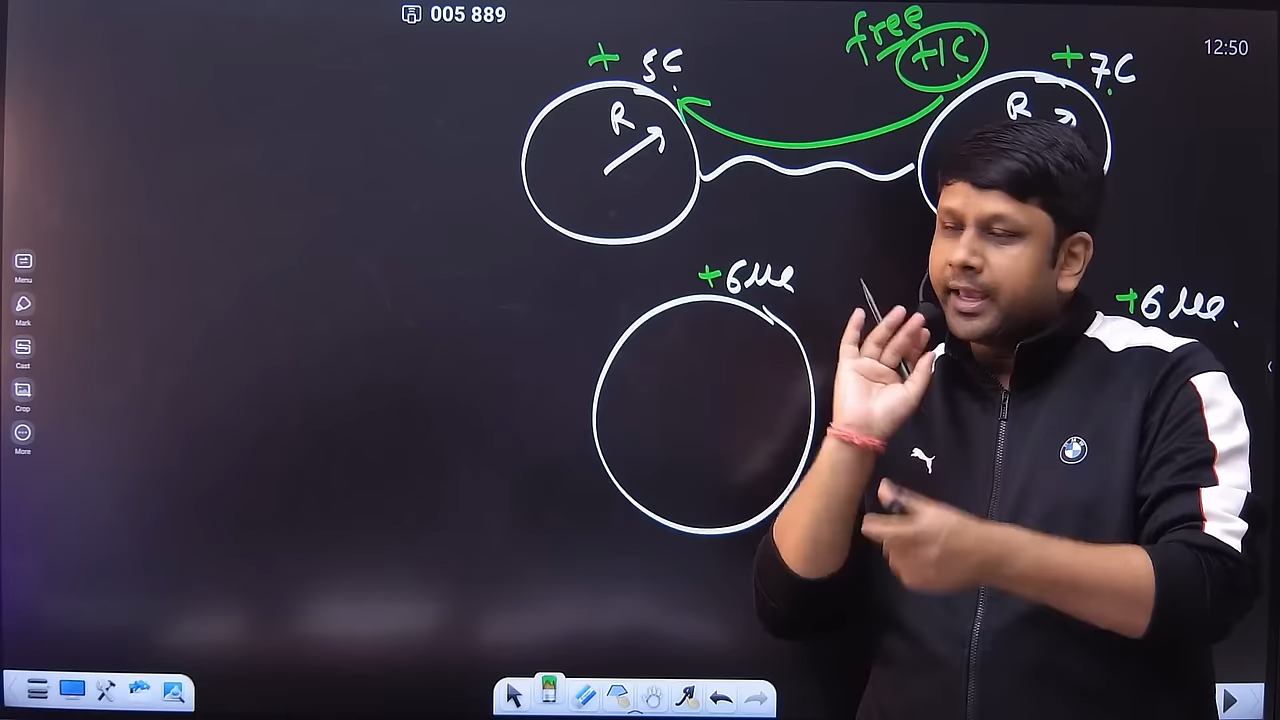 005 889
12:50
free
+1C
+ 5C
+ 7C
R
R
+6μc
+6μc.
Menu
Mark
Cast
Crop
More